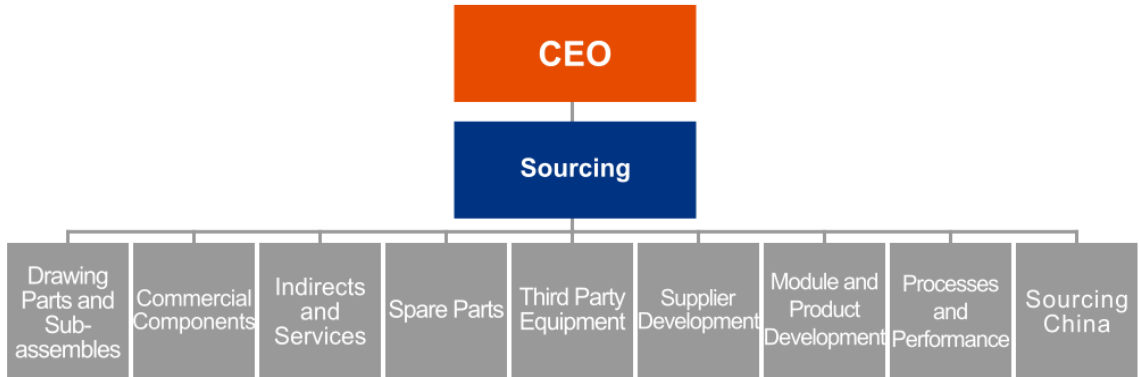 CEO
Sourcing
Drawing
Parts and
Sub-
assembles
Commercial
Components
Indirects
and
Services
Spare Parts
Third Party
Equipment
Supplier
Development
Module and
Product
Development
Processes
and
Performance
Sourcing
China